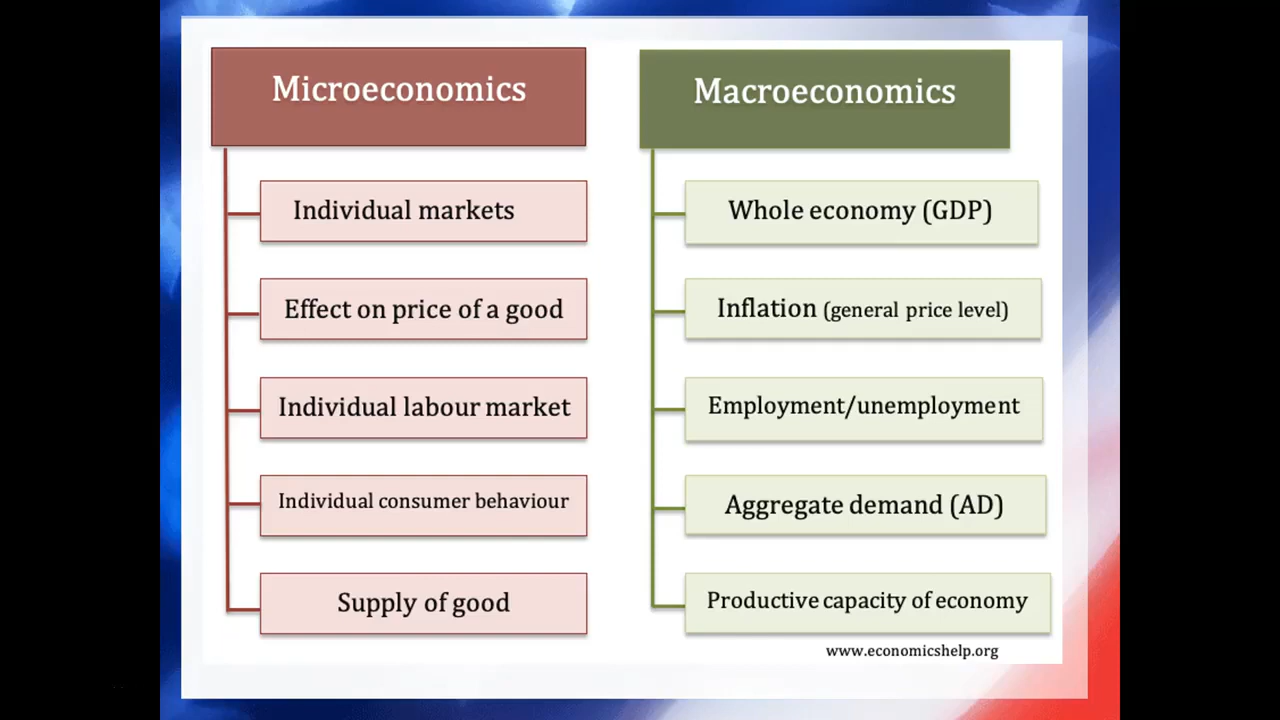 Microeconomics
Individual markets
Effect on price of a good
Individual labour market
Individual consumer behaviour
Supply of good
Macroeconomics
Whole economy (GDP)
Inflation (general price level)
Employment/unemployment
Aggregate demand (AD)
Productive capacity of economy
www.economicshelp.org